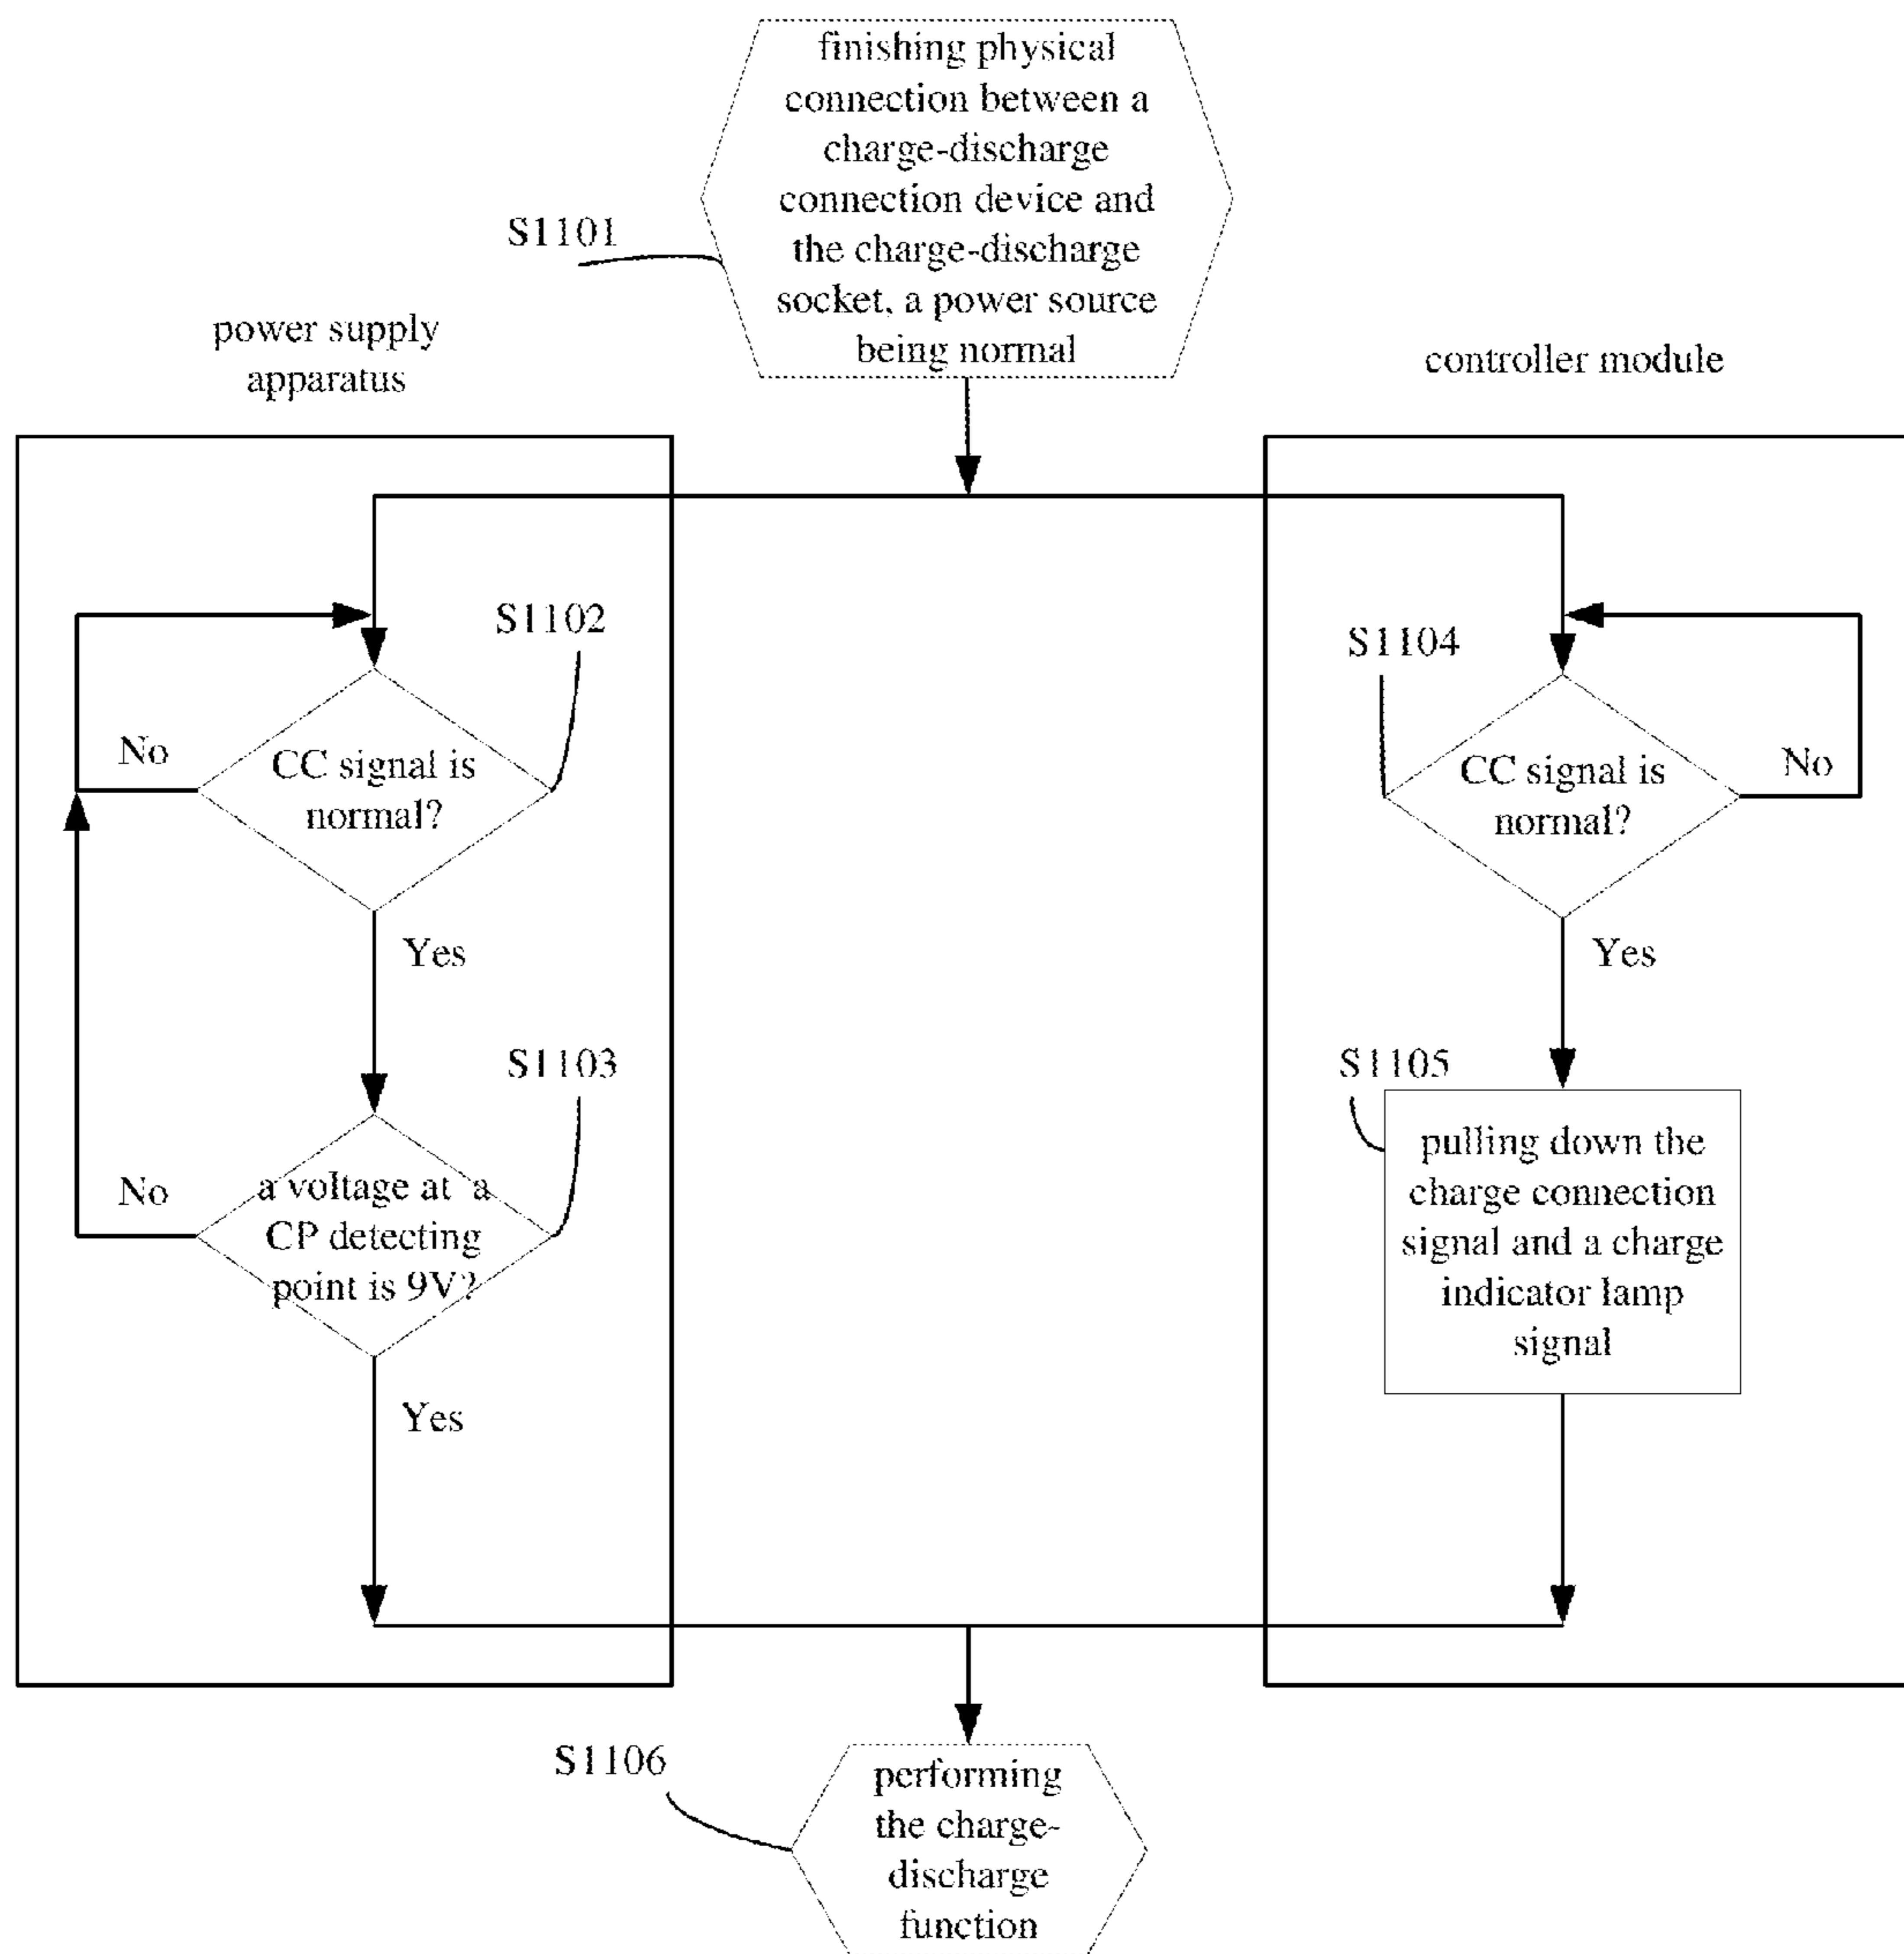 finishing physical
connection between a
charge-discharge
connection device and
the charge-discharge
socket, a power source
being normal
S1101
power supply
apparatus
controller module
S1102
No
CC signal is
normal?
Yes
S1103
No
a voltage at a
CP detecting
point is 9V?
Yes
S1104
CC signal is
normal?
No
Yes
S1105
pulling down the
charge connection
signal and a charge
indicator lamp
signal
S1106
performing
the charge-
discharge
function